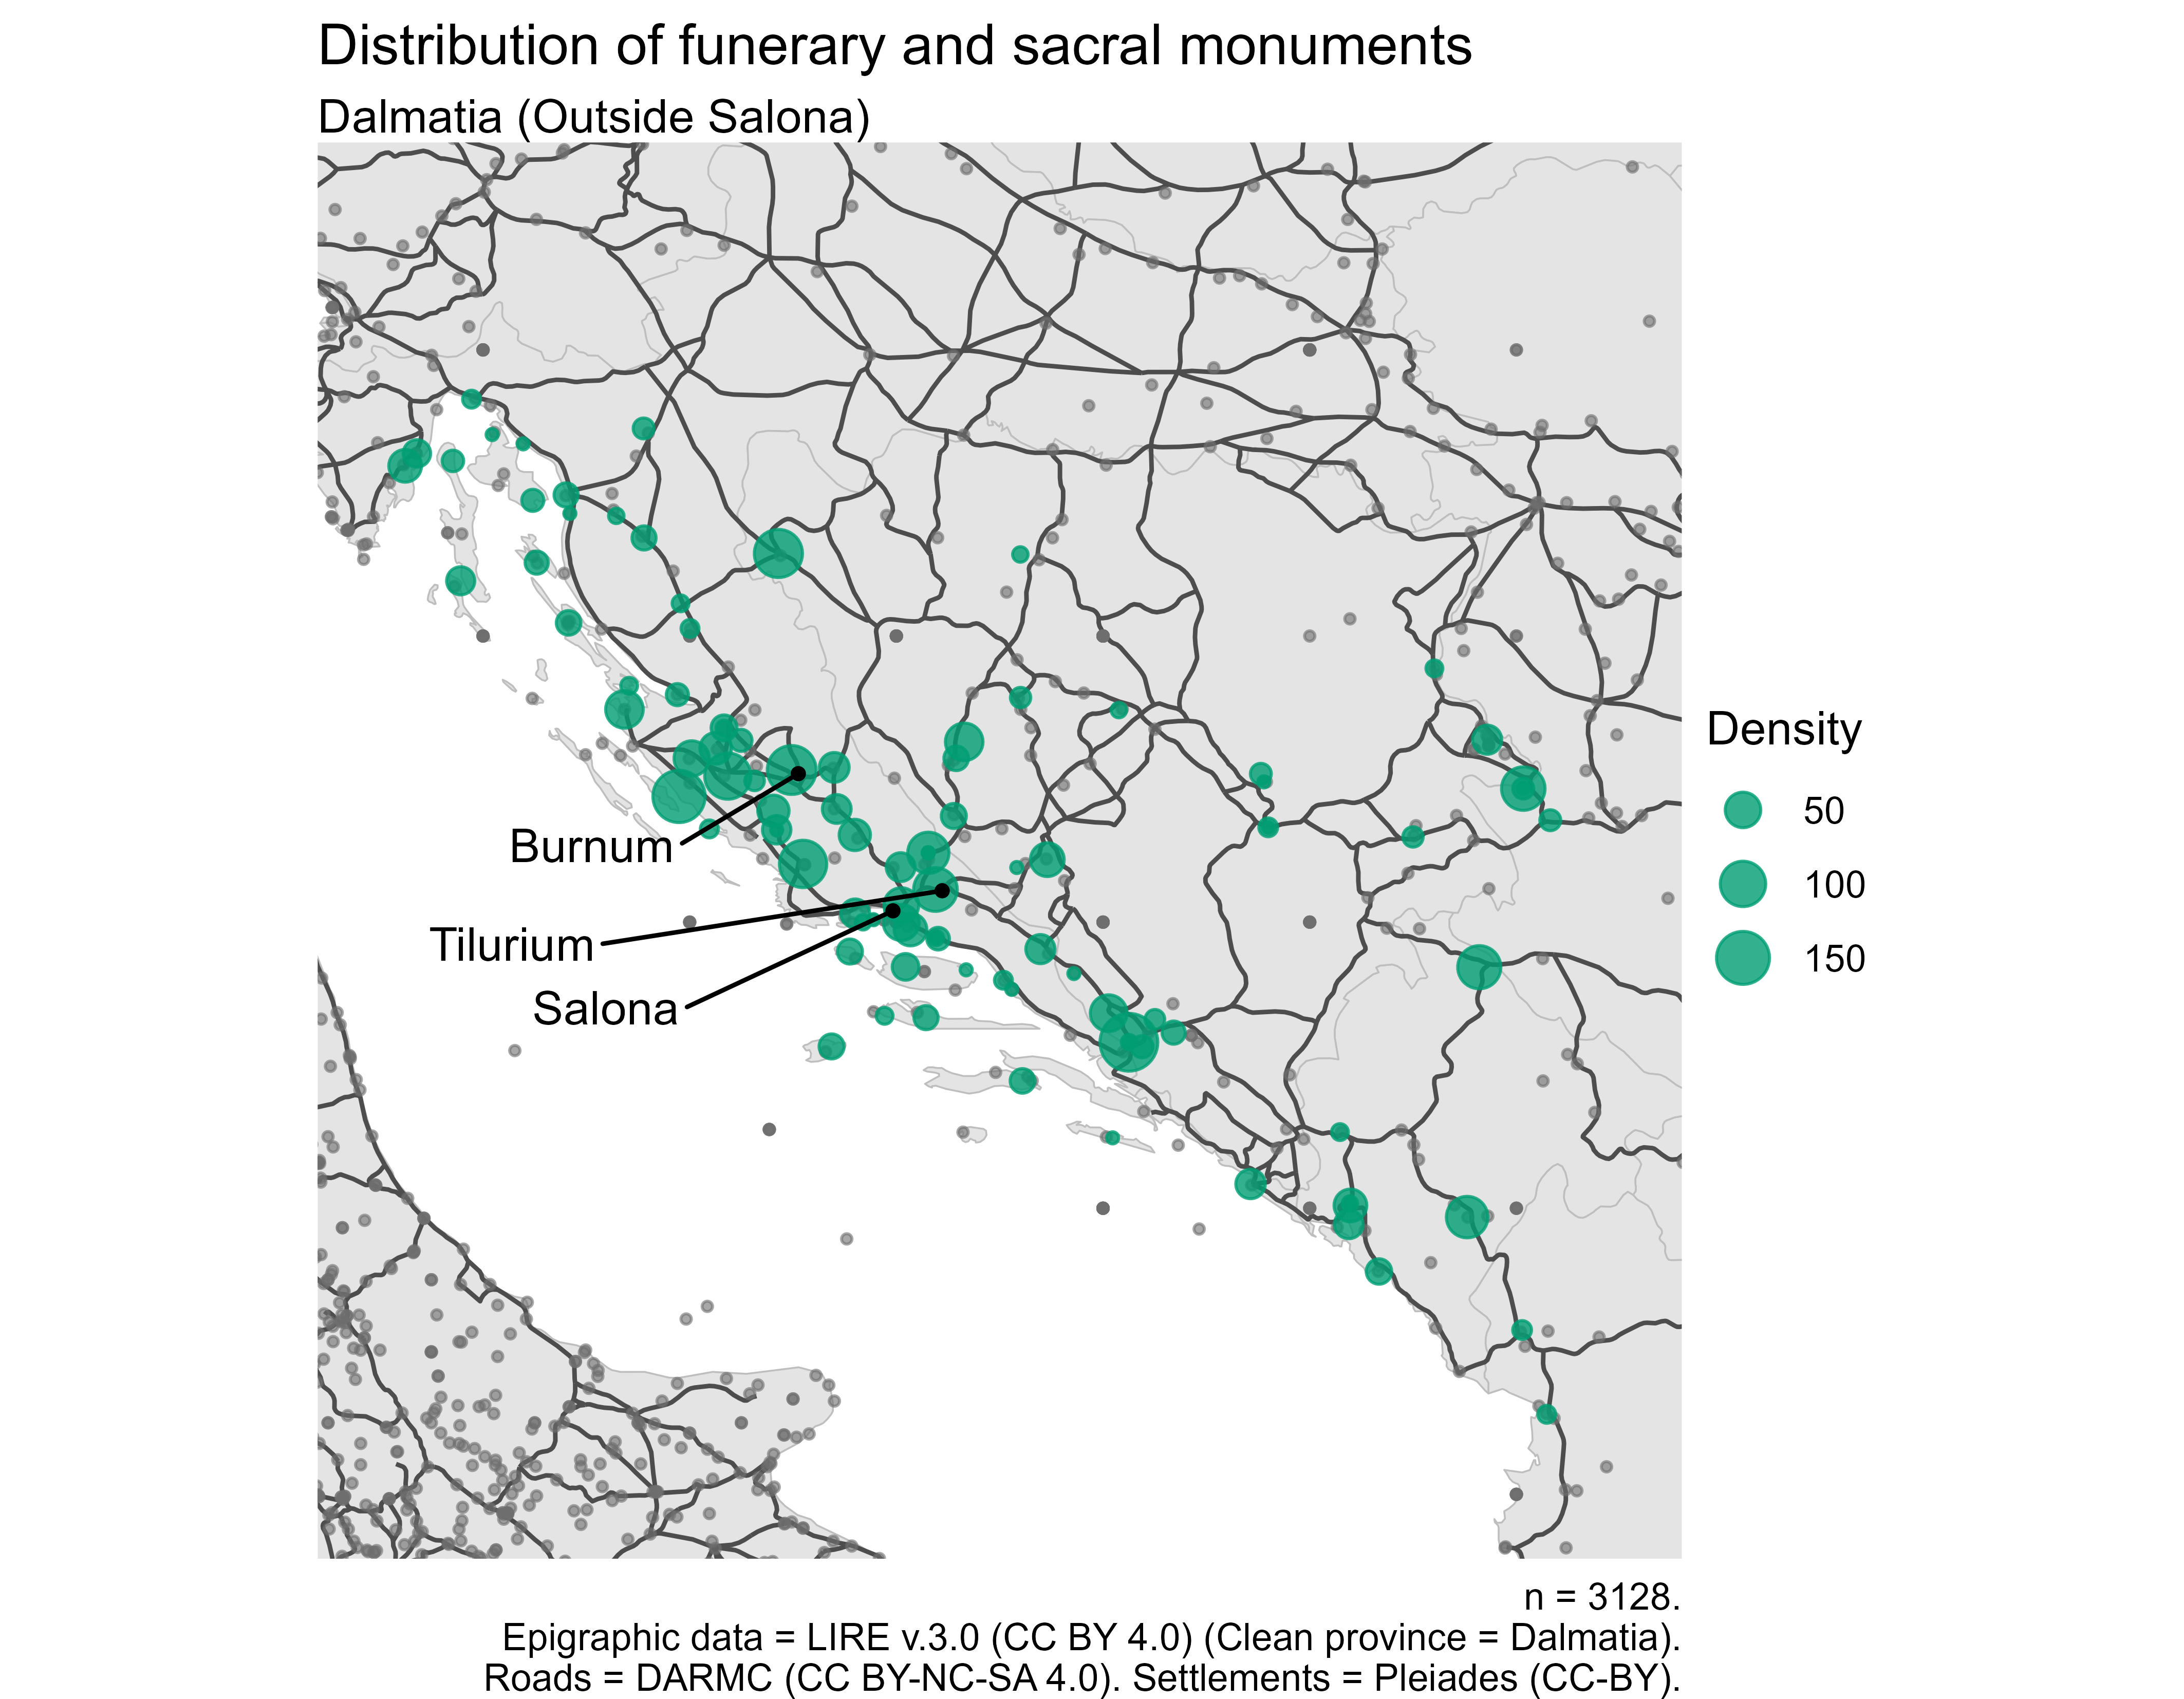 Distribution of funerary and sacral monuments
Dalmatia (Outside Salona)
Burnum
Tilurium
Salona
Density
50
100
150
n = 3128.
Epigraphic data = LIRE v.3.0 (CC BY 4.0) (Clean province = Dalmatia).
Roads = DARMC (CC BY-NC-SA 4.0). Settlements = Pleiades (CC-BY).